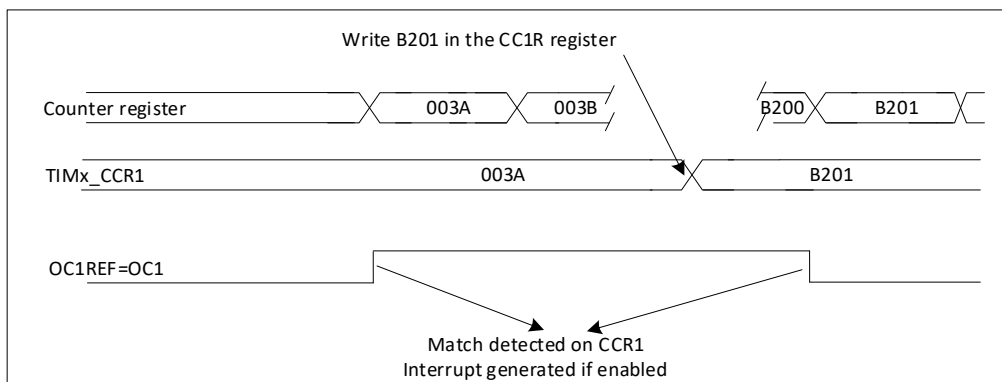 Write B201 in the CC1R register
Counter register 003A 003B B200 B201
TIMx_CCR1 003A B201
OC1REF=OC1
Match detected on CCR1
Interrupt generated if enabled